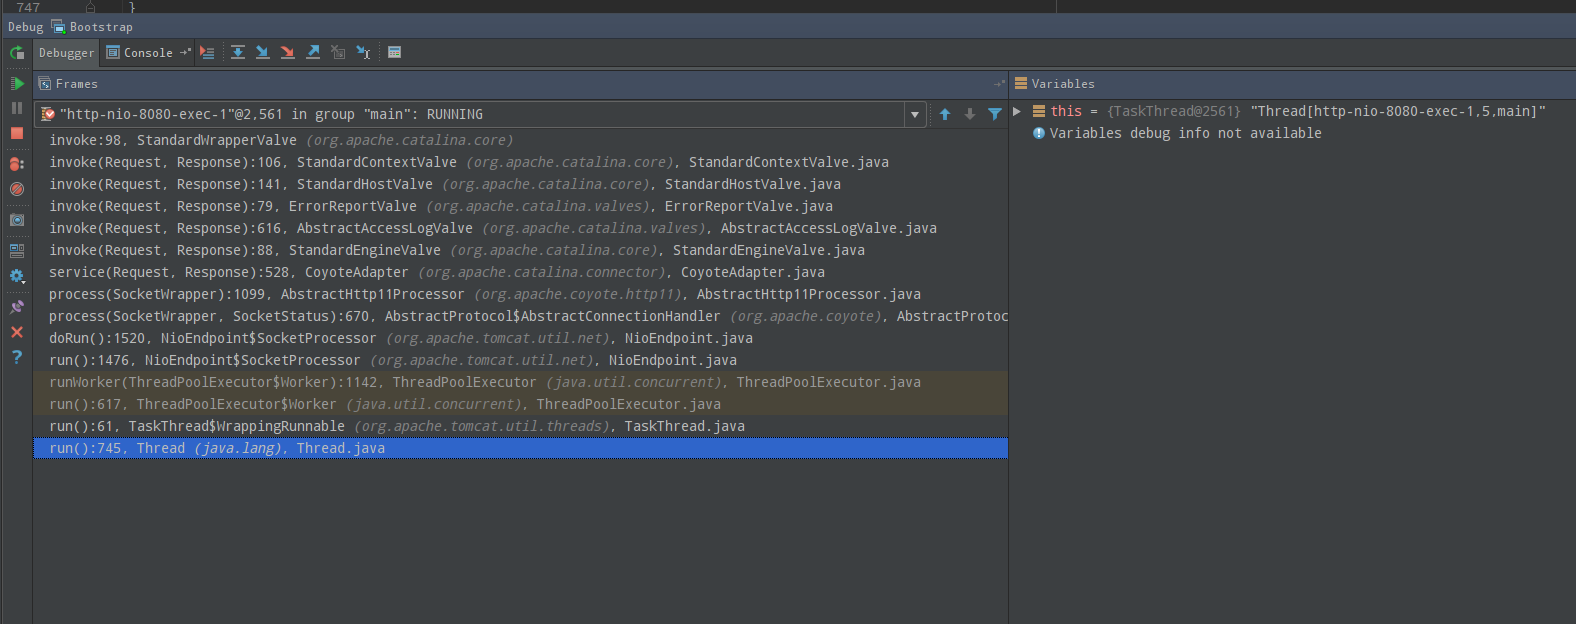 747 }
Debug Bootstrap
Debugger Console
Frames
Variables
"http-nio-8080-exec-1"@2,561 in group "main": RUNNING
invoke:98, StandardWrapperValve (org.apache.catalina.core)
invoke(Request, Response):106, StandardContextValve (org.apache.catalina.core), StandardContextValve.java
invoke(Request, Response):141, StandardHostValve (org.apache.catalina.core), StandardHostValve.java
invoke(Request, Response):79, ErrorReportValve (org.apache.catalina.valves), ErrorReportValve.java
invoke(Request, Response):616, AbstractAccessLogValve (org.apache.catalina.valves), AbstractAccessLogValve.java
invoke(Request, Response):88, StandardEngineValve (org.apache.catalina.core), StandardEngineValve.java
service(Request, Response):528, CoyoteAdapter (org.apache.catalina.connector), CoyoteAdapter.java
process(SocketWrapper):1099, AbstractHttp11Processor (org.apache.coyote.http11), AbstractHttp11Processor.java
process(SocketWrapper, SocketStatus):670, AbstractProtocol$AbstractConnectionHandler (org.apache.coyote), AbstractProtoc
doRun():1520, NioEndpoint$SocketProcessor (org.apache.tomcat.util.net), NioEndpoint.java
run():1476, NioEndpoint$SocketProcessor (org.apache.tomcat.util.net), NioEndpoint.java
runWorker(ThreadPoolExecutor$Worker):1142, ThreadPoolExecutor (java.util.concurrent), ThreadPoolExecutor.java
run():617, ThreadPoolExecutor$Worker (java.util.concurrent), ThreadPoolExecutor.java
run():61, TaskThread$WrappingRunnable (org.apache.tomcat.util.threads), TaskThread.java
run():745, Thread (java.lang), Thread.java
this = {TaskThread@2561} "Thread[http-nio-8080-exec-1,5,main]"
Variables debug info not available